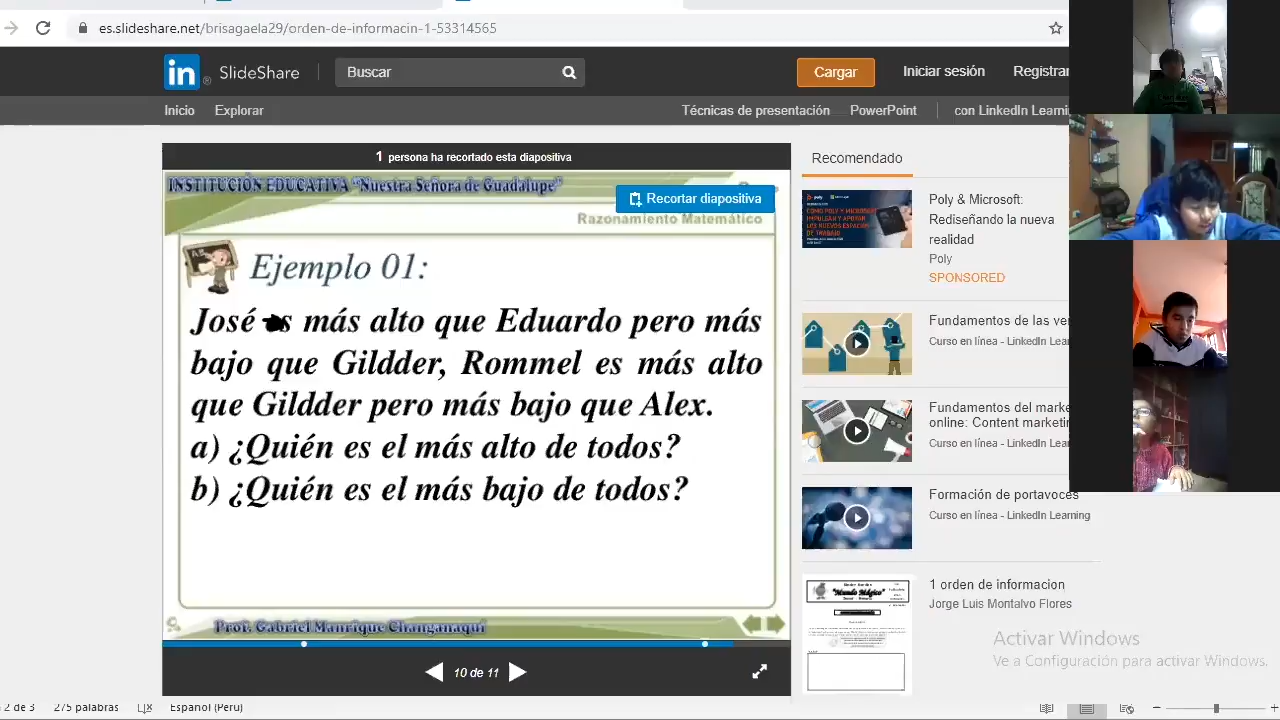 es.slideshare.net/brisagaela29/orden-de-informacin-1-53314565
in SlideShare
Buscar
Cargar
Iniciar sesión
Registrar
Inicio
Explorar
Técnicas de presentación
PowerPoint
con LinkedIn Learni
1 persona ha recortado esta diapositiva
INSTITUCIÓN EDUCATIVA "Nuestra Señora de Guadalupe"
Recortar diapositiva
Razonamiento Matemático
Ejemplo 01:
José es más alto que Eduardo pero más
bajo que Gildder, Rommel es más alto
que Gildder pero más bajo que Alex.
a) ¿Quién es el más alto de todos?
b) ¿Quién es el más bajo de todos?
Prof. Gabriel Manrique Changanaquí
10 de 11
Recomendado
Poly & Microsoft:
Rediseñando la nueva
realidad
Poly
SPONSORED
Fundamentos de las ve
Curso en línea - LinkedIn Lea
Fundamentos del marke
online: Content marketin
Curso en línea - LinkedIn Lea
Formación de portavoces
Curso en línea - LinkedIn Learning
"Mundo Mágico"
1 orden de informacion
Jorge Luis Montalvo Flores
Activar Windows
Ve a Configuración para activar Windows.
2 de 3
275 palabras
Español (Perú)